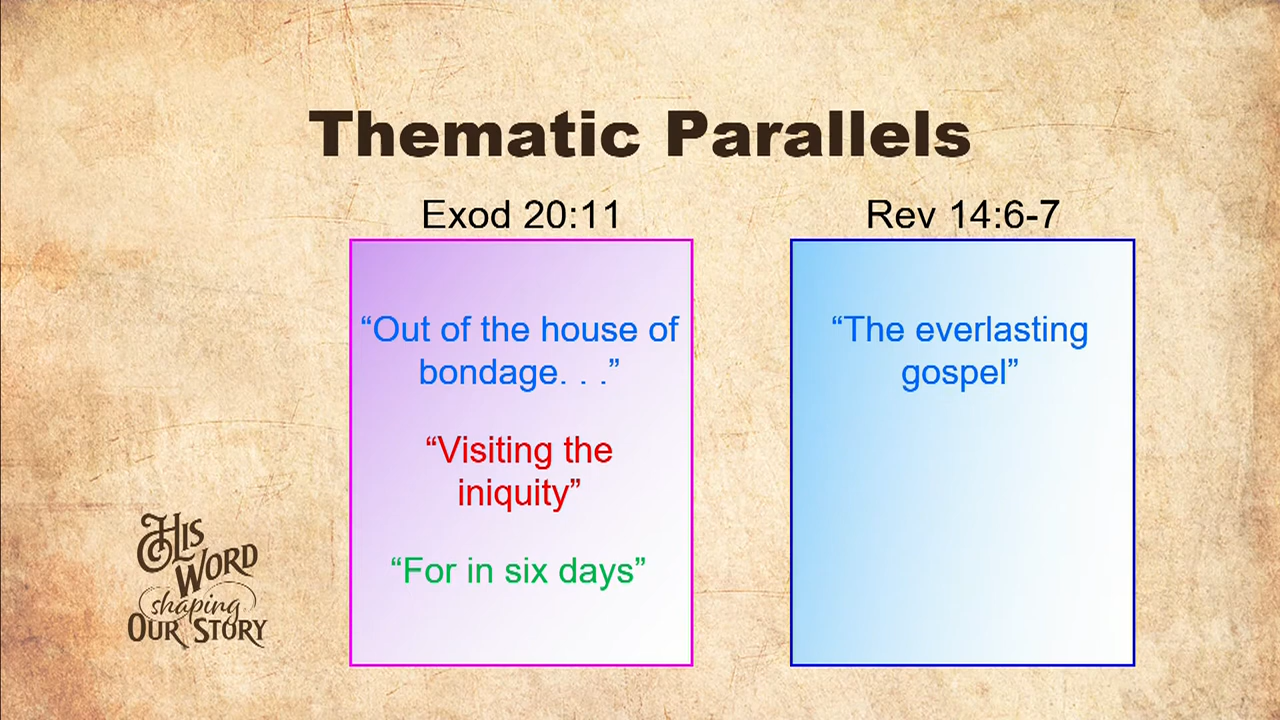 Thematic Parallels
Exod 20:11
“Out of the house of
bondage. . .”
“Visiting the
iniquity”
“For in six days”
Rev 14:6-7
“The everlasting
gospel”
HIS
WORD
shaping
OUR STORY